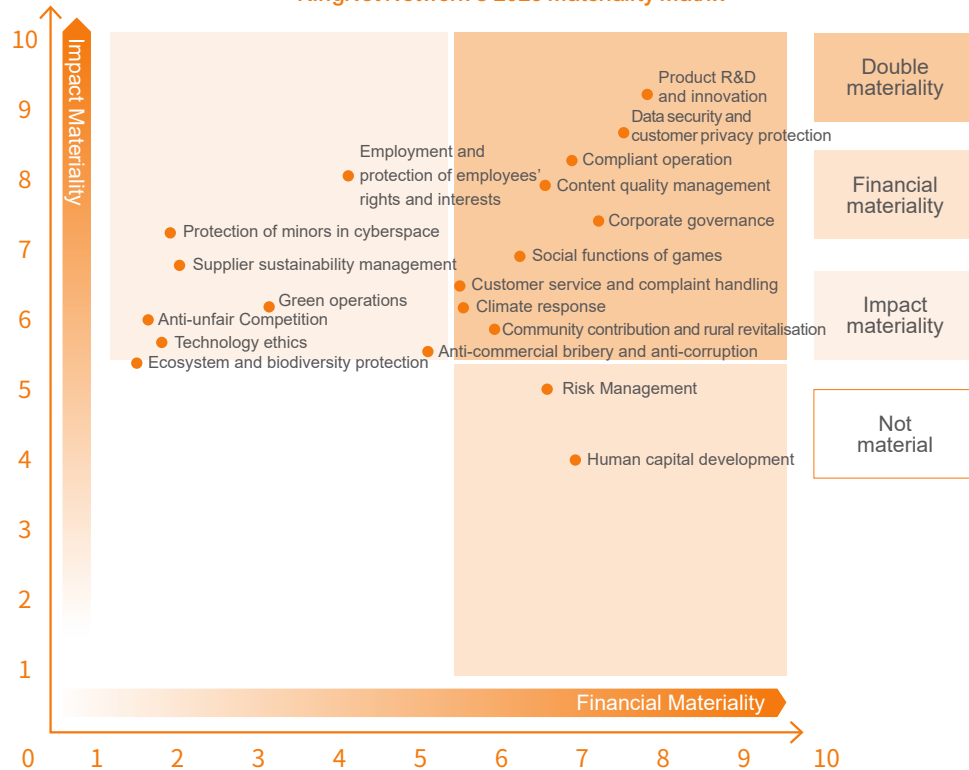 10
9
8
7
6
5
4
3
2
1
Impact Materiality
Product R&D
and innovation
Data security and
customer privacy protection
Employment and
protection of employees’
rights and interests
Compliant operation
Content quality management
Corporate governance
Protection of minors in cyberspace
Social functions of games
Supplier sustainability management
Customer service and complaint handling
Green operations
Climate response
Anti-unfair Competition
Community contribution and rural revitalisation
Technology ethics
Anti-commercial bribery and anti-corruption
Ecosystem and biodiversity protection
Risk Management
Human capital development
Financial Materiality
0 1 2 3 4 5 6 7 8 9 10
Double
materiality
Financial
materiality
Impact
materiality
Not
material